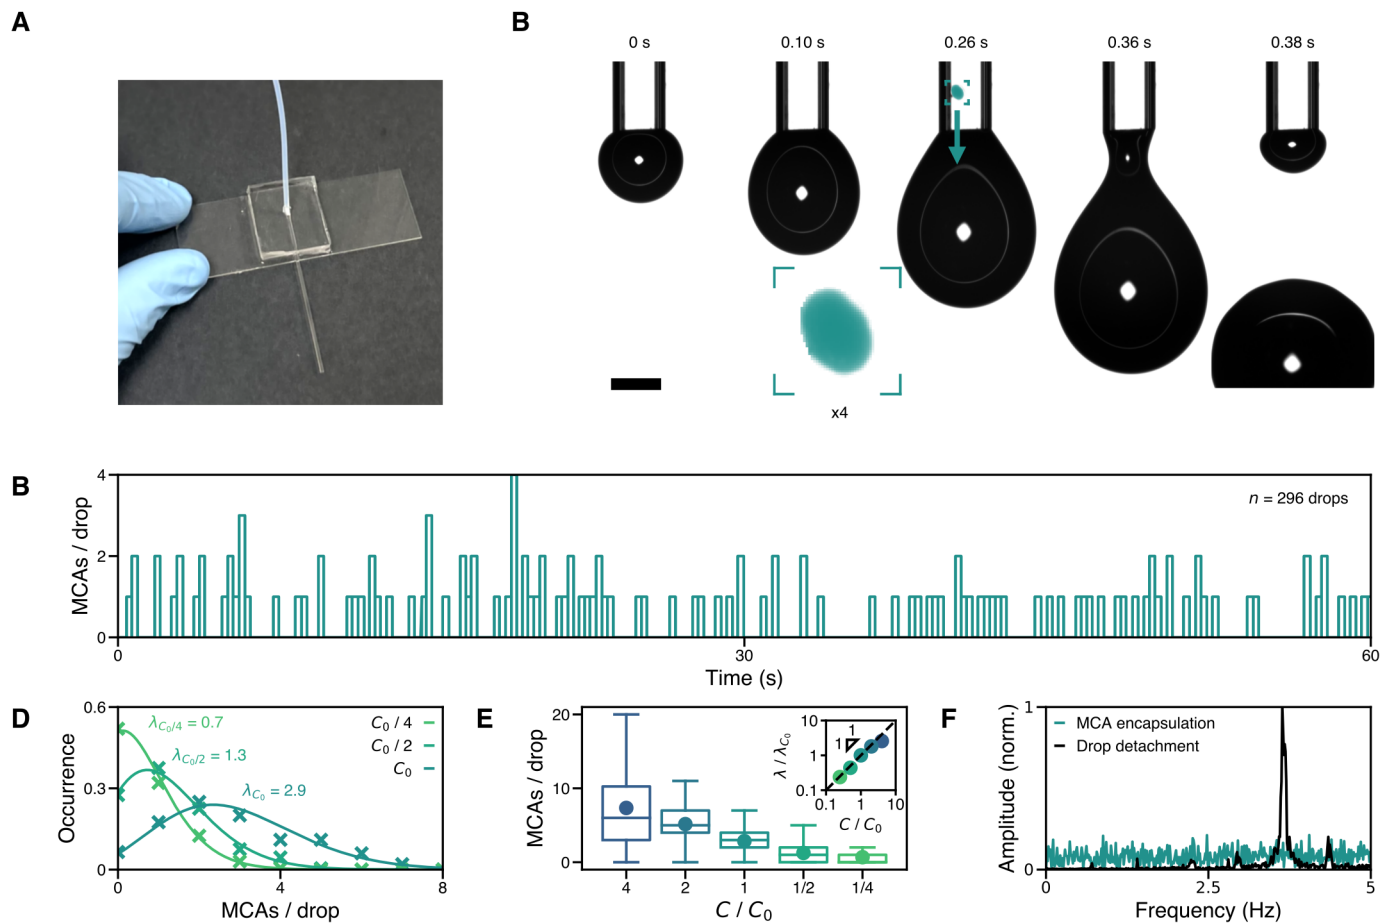 A
B
0 s
0.10 s
0.26 s
0.36 s
0.38 s
x4
B
MCAs / drop
4
2
0
n = 296 drops
0
30
60
Time (s)
D
Occurrence
0.6
0.3
0
λC₀/4 = 0.7
λC₀/2 = 1.3
λC₀ = 2.9
C₀ / 4
C₀ / 2
C₀
0
4
8
MCAs / drop
E
MCAs / drop
20
10
0
4
2
1
1/2
1/4
C / C₀
λ / λC₀
10
1
0.1
1
1
0.1
1
10
C / C₀
F
Amplitude (norm.)
1
0
MCA encapsulation
Drop detachment
0
2.5
5
Frequency (Hz)